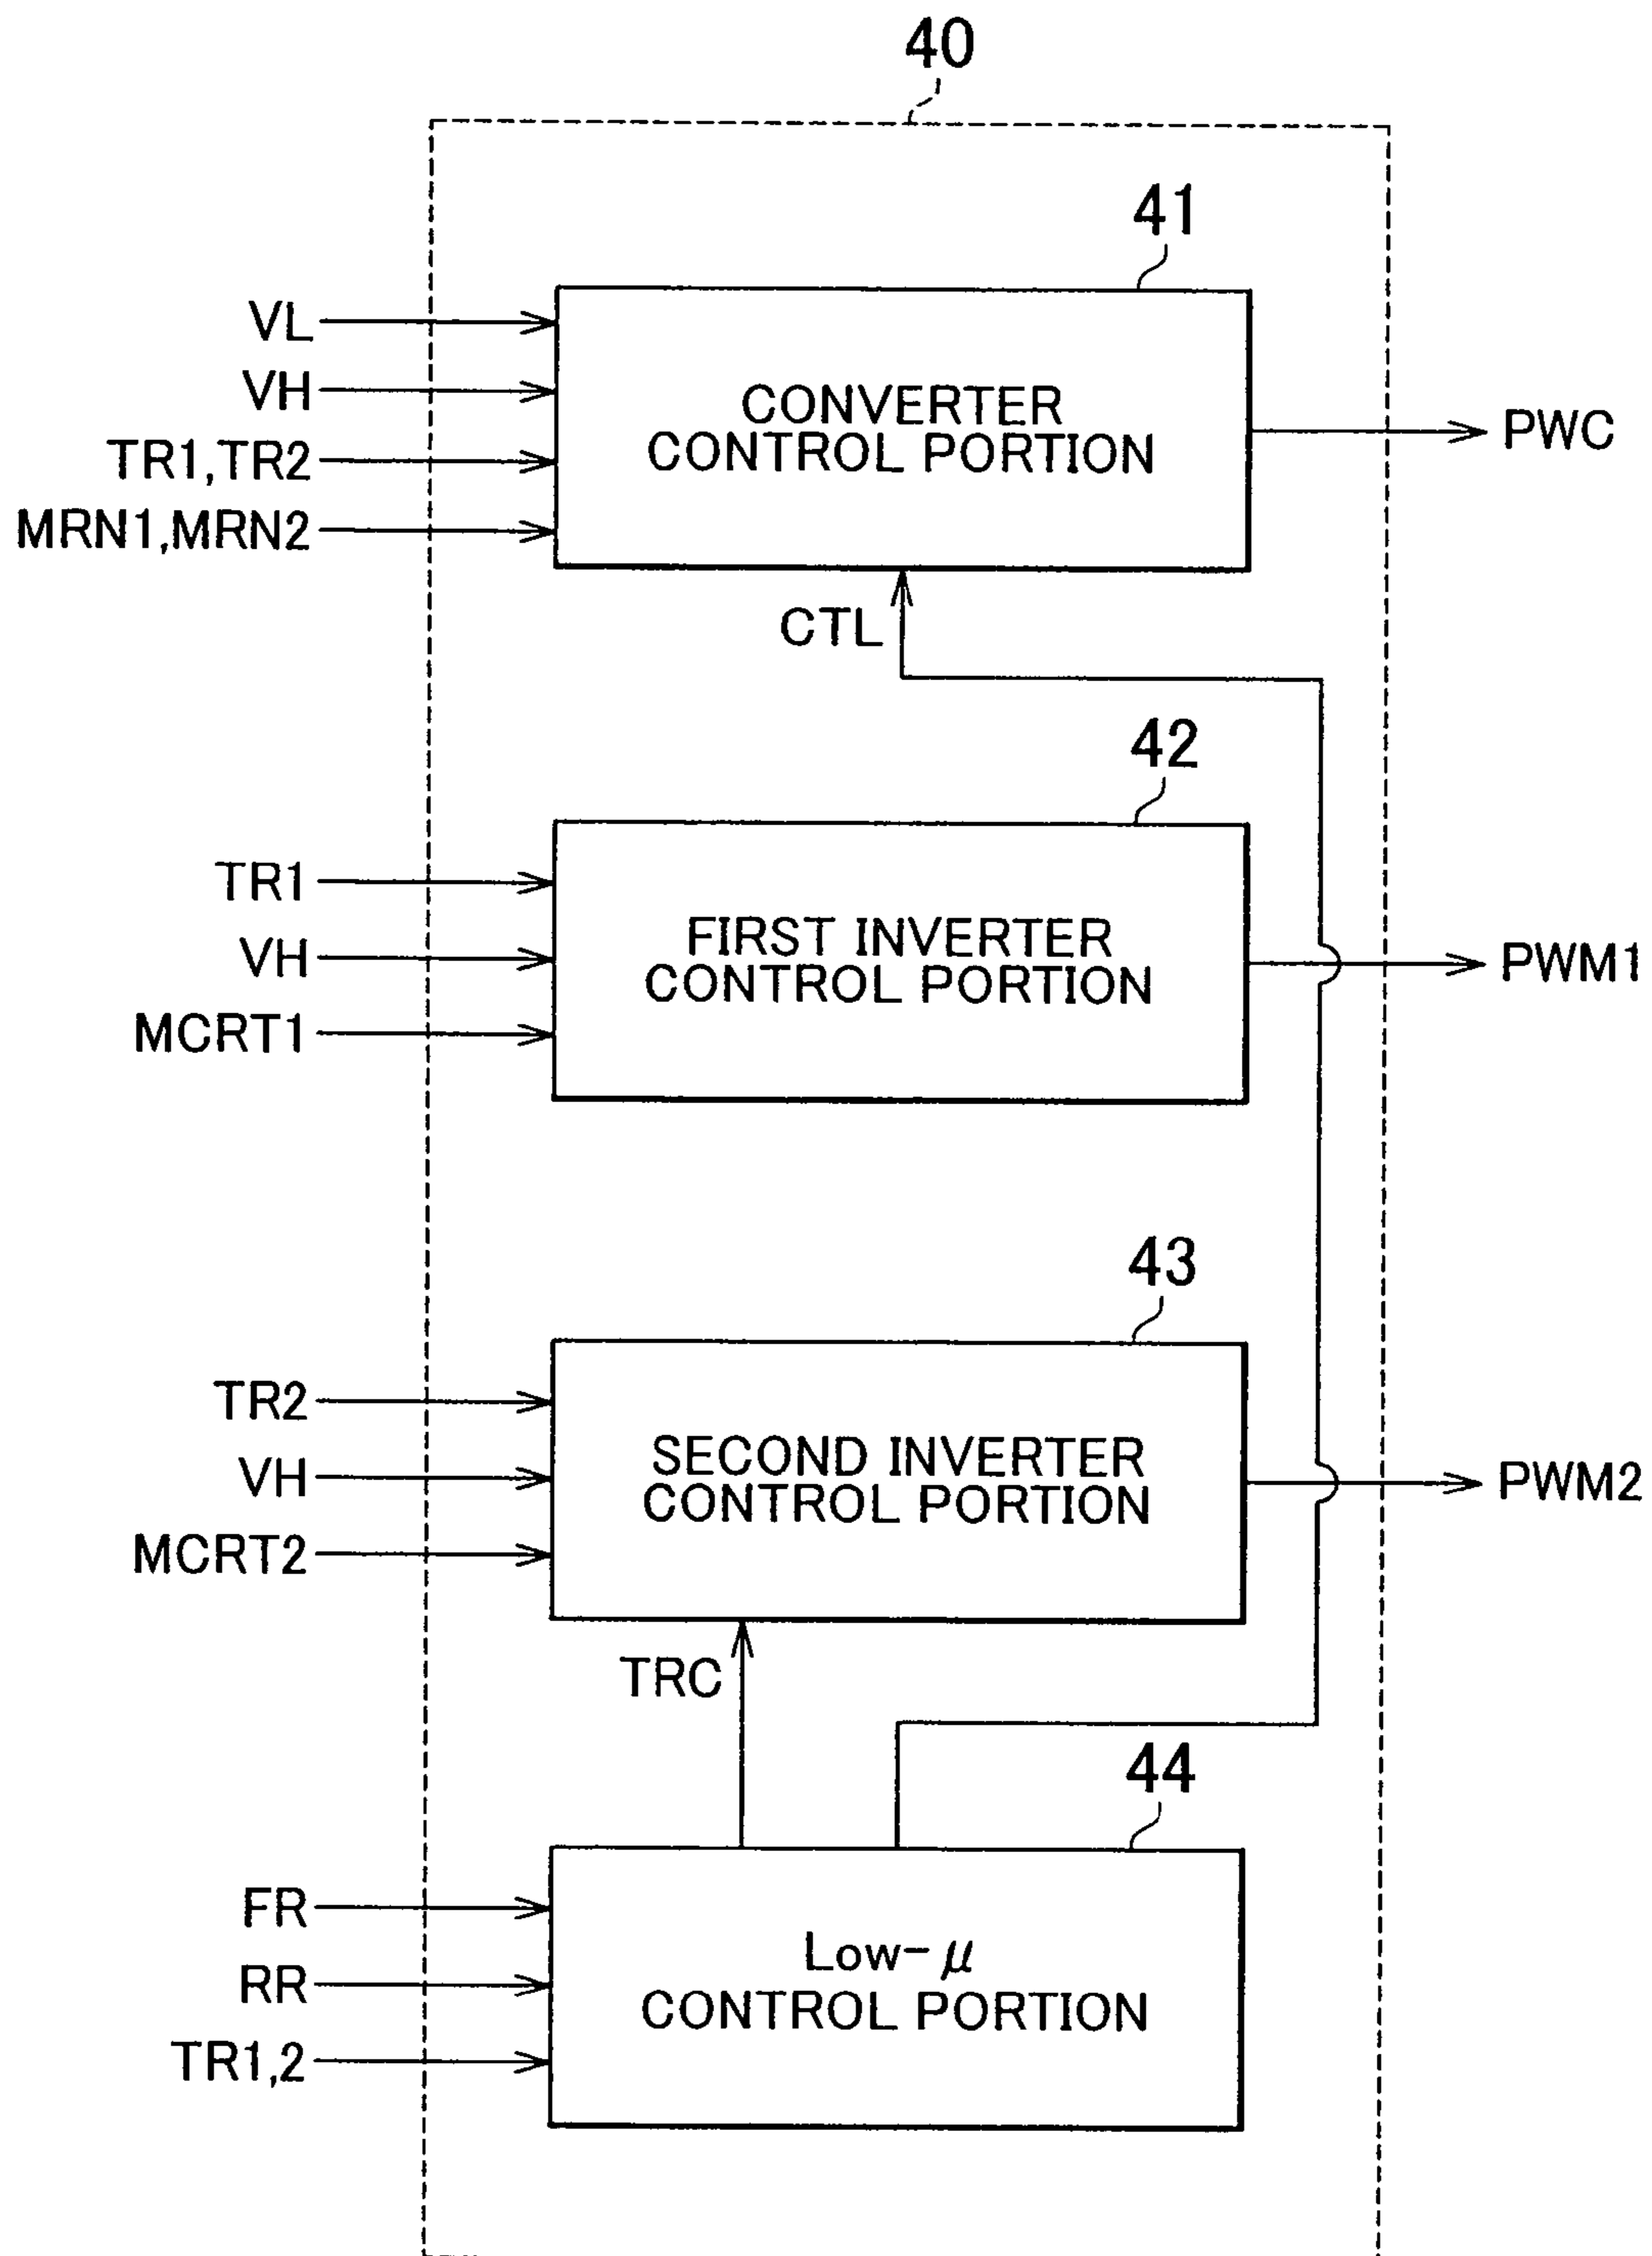 40
41
VL
VH
TR1,TR2
MRN1,MRN2
CONVERTER
CONTROL PORTION
PWC
CTL
42
TR1
VH
MCRT1
FIRST INVERTER
CONTROL PORTION
PWM1
43
TR2
VH
MCRT2
SECOND INVERTER
CONTROL PORTION
PWM2
TRC
44
FR
RR
TR1,2
Low-μ
CONTROL PORTION